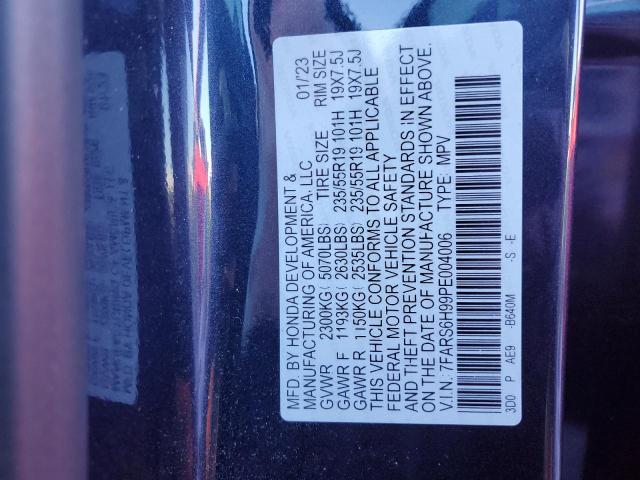 MFD. BY HONDA DEVELOPMENT &
MANUFACTURING OF AMERICA, LLC 01/23
GVWR 2300KG( 5070LBS) TIRE SIZE RIM SIZE
GAWR F 1193KG( 2630LBS) 235/55R19 101H 19X7.5J
GAWR R 1150KG( 2535LBS) 235/55R19 101H 19X7.5J
THIS VEHICLE CONFORMS TO ALL APPLICABLE
FEDERAL MOTOR VEHICLE SAFETY
AND THEFT PREVENTION STANDARDS IN EFFECT
ON THE DATE OF MANUFACTURE SHOWN ABOVE.
V.I.N: 7FARS6H99PE004006 TYPE: MPV
3D0 P AE9 -B640M -S -E